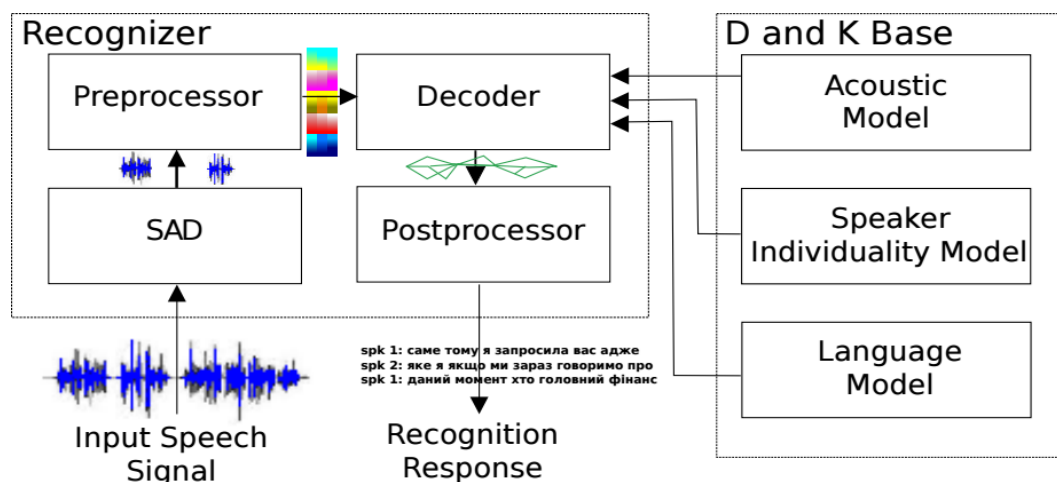 Recognizer
Preprocessor
Decoder
SAD
Postprocessor
D and K Base
Acoustic
Model
Speaker
Individuality Model
Language
Model
spk 1: саме тому я запросила вас адже
spk 2: яке я якщо ми зараз говоримо про
spk 1: даний момент хто головний фінанс
Input Speech
Signal
Recognition
Response